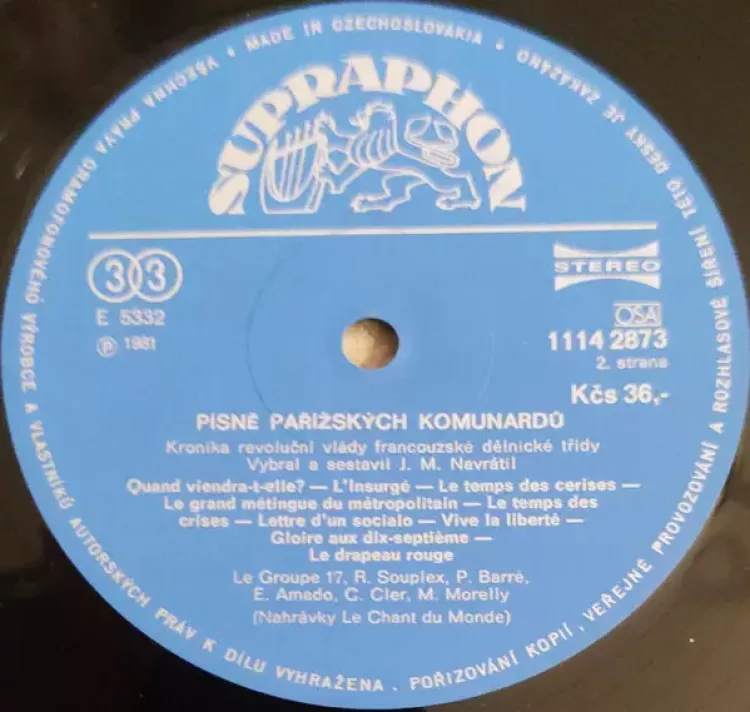 SUPRAPHON
33
STEREO
E 5332
℗ 1981
OSA
1114 2873
2. strana
Kčs 36,-
PÍSNĚ PAŘÍŽSKÝCH KOMUNARDŮ
Kronika revoluční vlády francouzské dělnické třídy
Vybral a sestavil J. M. Navrátil
Quand viendra-t-elle? — L'Insurgé — Le temps des cerises —
Le grand métingue du métropolitain — Le temps des
crises — Lettre d'un socialo — Vive la liberté —
Gloire aux dix-septième —
Le drapeau rouge
Le Groupe 17, R. Souplex, P. Barré,
E. Amado, C. Cler, M. Morelly
(Nahrávky Le Chant du Monde)
MADE IN CZECHOSLOVAKIA • VŠECHNA PRÁVA GRAMOFONOVÉHO VÝROBCE A VLASTNÍKŮ AUTORSKÝCH PRÁV K DÍLU VYHRAŽENA. POŘIZOVÁNÍ KOPIÍ, VEŘEJNÉ PROVOZOVÁNÍ A ROZHLASOVÉ ŠÍŘENÍ TÉTO DESKY JE ZAKÁZÁNO •